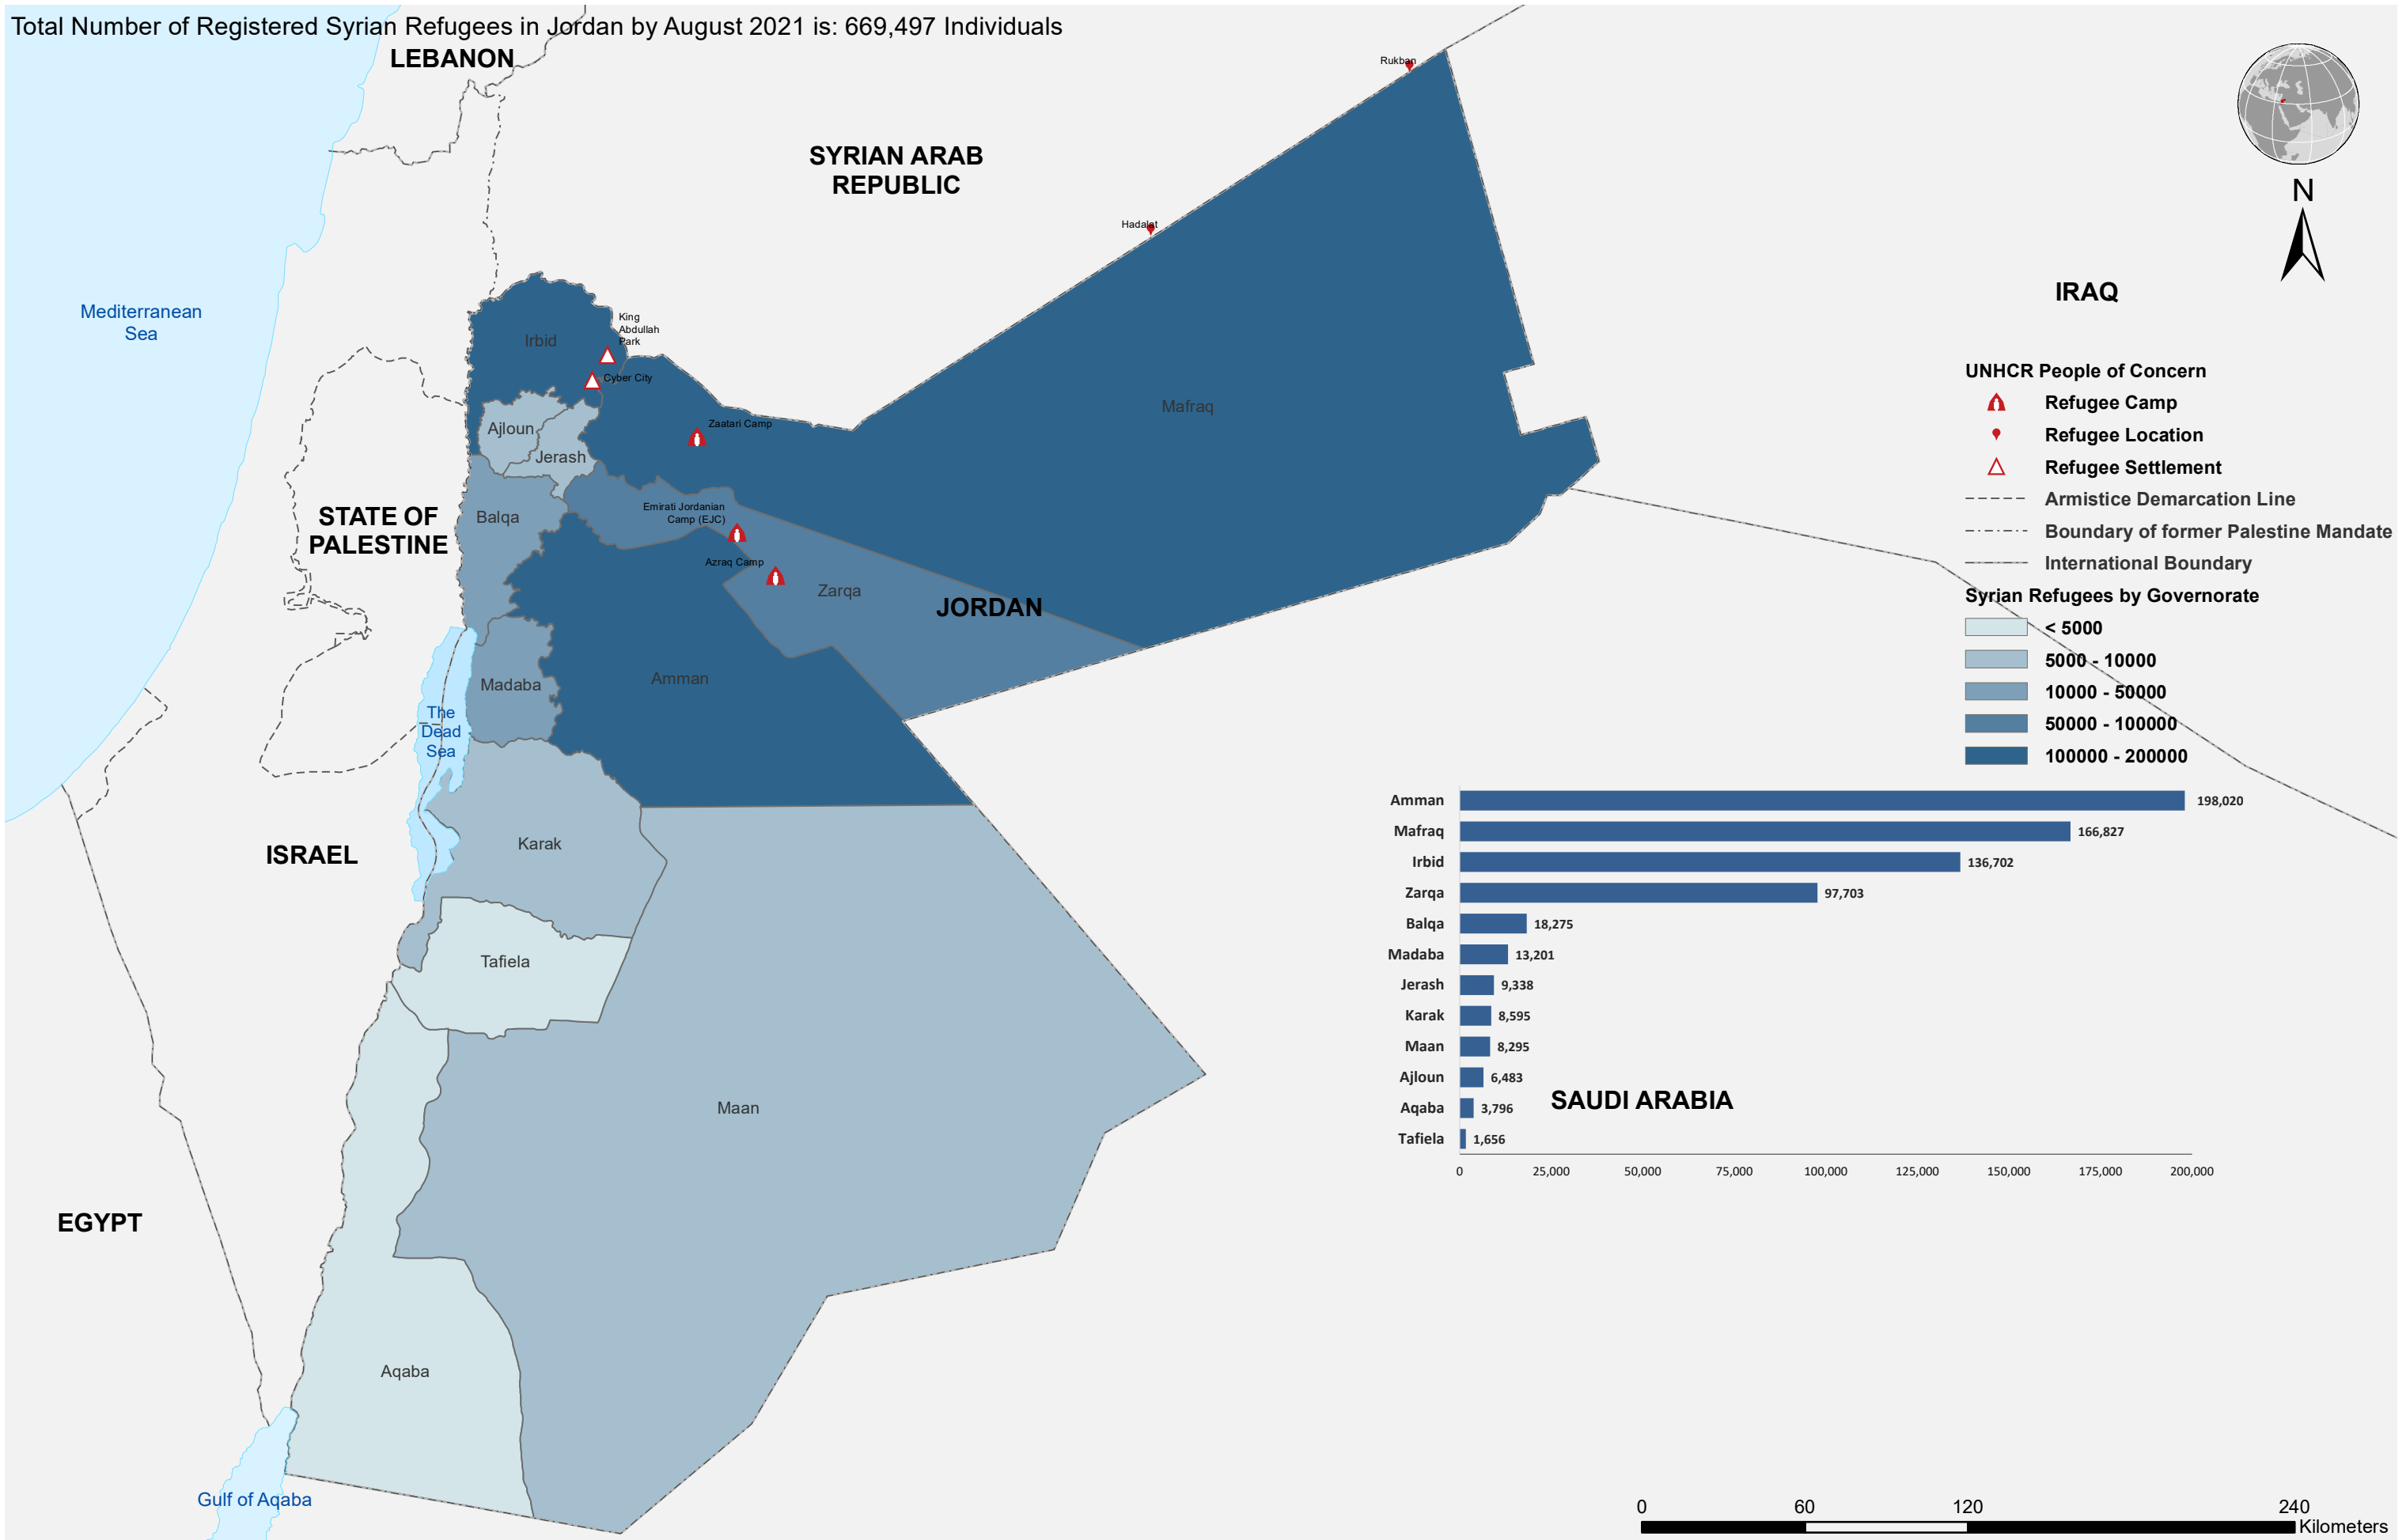 Total Number of Registered Syrian Refugees in Jordan by August 2021 is: 669,497 Individuals
LEBANON
Rukban
SYRIAN ARAB
REPUBLIC
N
Hadalat
IRAQ
Mediterranean
Sea
King
Abdullah
Park
Irbid
Cyber City
Mafraq
Ajloun
Zaatari Camp
Jerash
STATE OF
PALESTINE
Balqa
Emirati Jordanian
Camp (EJC)
Azraq Camp
Zarqa
JORDAN
Madaba
Amman
The
Dead
Sea
Karak
ISRAEL
Tafiela
Maan
EGYPT
Aqaba
Gulf of Aqaba
UNHCR People of Concern
Refugee Camp
Refugee Location
Refugee Settlement
Armistice Demarcation Line
Boundary of former Palestine Mandate
International Boundary
Syrian Refugees by Governorate
< 5000
5000 - 10000
10000 - 50000
50000 - 100000
100000 - 200000
Amman 198,020
Mafraq 166,827
Irbid 136,702
Zarqa 97,703
Balqa 18,275
Madaba 13,201
Jerash 9,338
Karak 8,595
Maan 8,295
Ajloun 6,483
Aqaba 3,796
SAUDI ARABIA
Tafiela 1,656
0 25,000 50,000 75,000 100,000 125,000 150,000 175,000 200,000
0 60 120 240
Kilometers